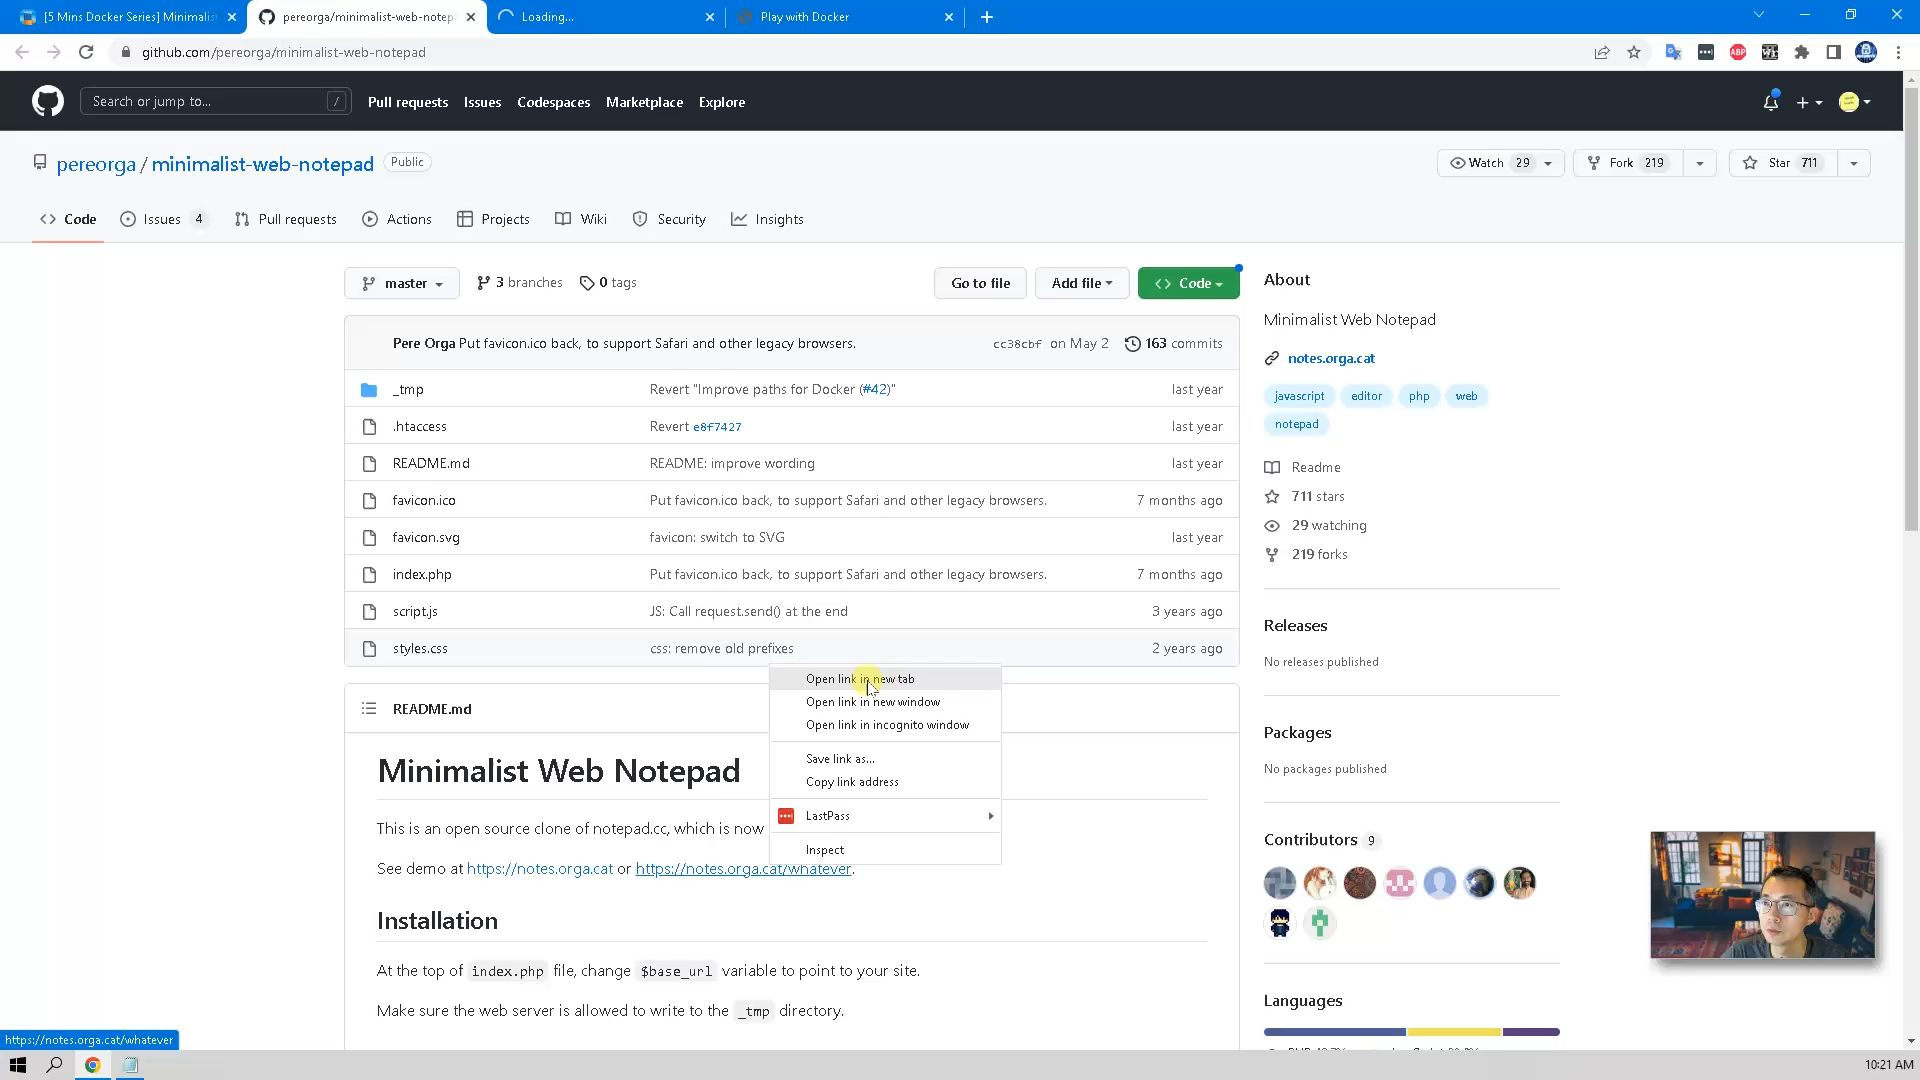 [5 Mins Docker Series] Minimalist
pereorga/minimalist-web-notep
Loading...
Play with Docker
github.com/pereorga/minimalist-web-notepad
ABP
Search or jump to...
/
Pull requests
Issues
Codespaces
Marketplace
Explore
pereorga / minimalist-web-notepad
Public
Watch 29
Fork 219
Star 711
Code
Issues 4
Pull requests
Actions
Projects
Wiki
Security
Insights
master
3 branches
0 tags
Go to file
Add file
Code
Pere Orga Put favicon.ico back, to support Safari and other legacy browsers.
cc38cbf on May 2
163 commits
_tmp
Revert "Improve paths for Docker (#42)"
last year
.htaccess
Revert e8f7427
last year
README.md
README: improve wording
last year
favicon.ico
Put favicon.ico back, to support Safari and other legacy browsers.
7 months ago
favicon.svg
favicon: switch to SVG
last year
index.php
Put favicon.ico back, to support Safari and other legacy browsers.
7 months ago
script.js
JS: Call request.send() at the end
3 years ago
styles.css
css: remove old prefixes
2 years ago
Open link in new tab
Open link in new window
Open link in incognito window
Save link as...
Copy link address
LastPass
Inspect
README.md
Minimalist Web Notepad
This is an open source clone of notepad.cc, which is now
See demo at https://notes.orga.cat or https://notes.orga.cat/whatever.
Installation
At the top of index.php file, change $base_url variable to point to your site.
Make sure the web server is allowed to write to the _tmp directory.
About
Minimalist Web Notepad
notes.orga.cat
javascript
editor
php
web
notepad
Readme
711 stars
29 watching
219 forks
Releases
No releases published
Packages
No packages published
Contributors 9
Languages
https://notes.orga.cat/whatever
10:21 AM